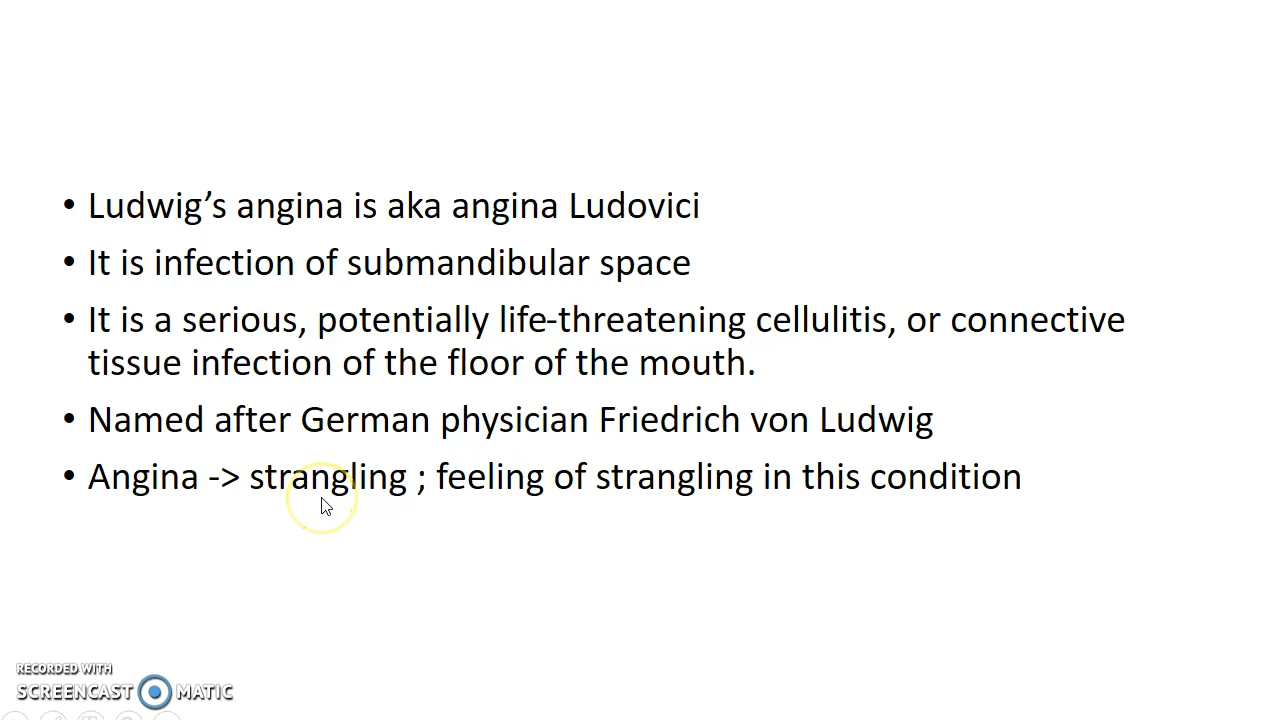 • Ludwig’s angina is aka angina Ludovici
• It is infection of submandibular space
• It is a serious, potentially life-threatening cellulitis, or connective
tissue infection of the floor of the mouth.
• Named after German physician Friedrich von Ludwig
• Angina -> strangling ; feeling of strangling in this condition
RECORDED WITH
SCREENCAST MATIC